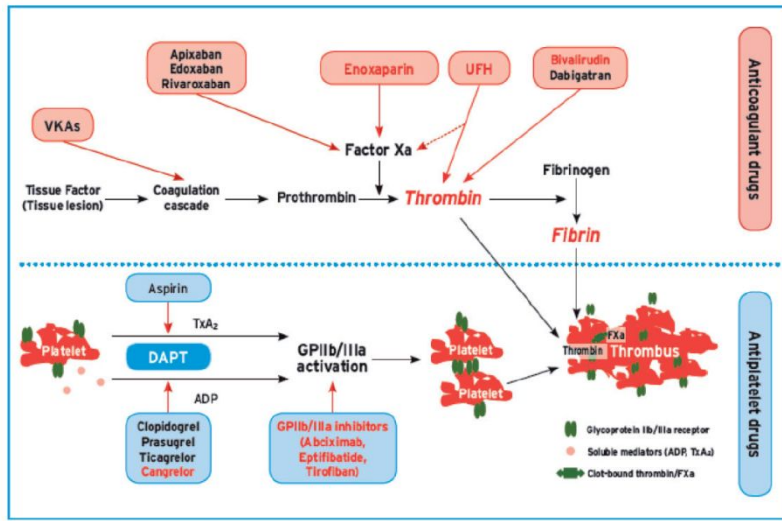 Apixaban
Edoxaban
Rivaroxaban
Enoxaparin
UFH
Bivalirudin
Dabigatran
Anticoagulant drugs
VKAs
Factor Xa
Fibrinogen
Tissue Factor
(Tissue lesion)
Coagulation
cascade
Prothrombin
Thrombin
Fibrin
Aspirin
TxA₂
Platelet
DAPT
GPIIb/IIIa
activation
ADP
Platelet
Platelet
FXa
Thrombin
Thrombus
Antiplatelet drugs
Clopidogrel
Prasugrel
Ticagrelor
Cangrelor
GPIIb/IIIa inhibitors
(Abciximab,
Eptifibatide,
Tirofiban)
Glycoprotein IIb/IIIa receptor
Soluble mediators (ADP, TxA₂)
Clot-bound thrombin/FXa